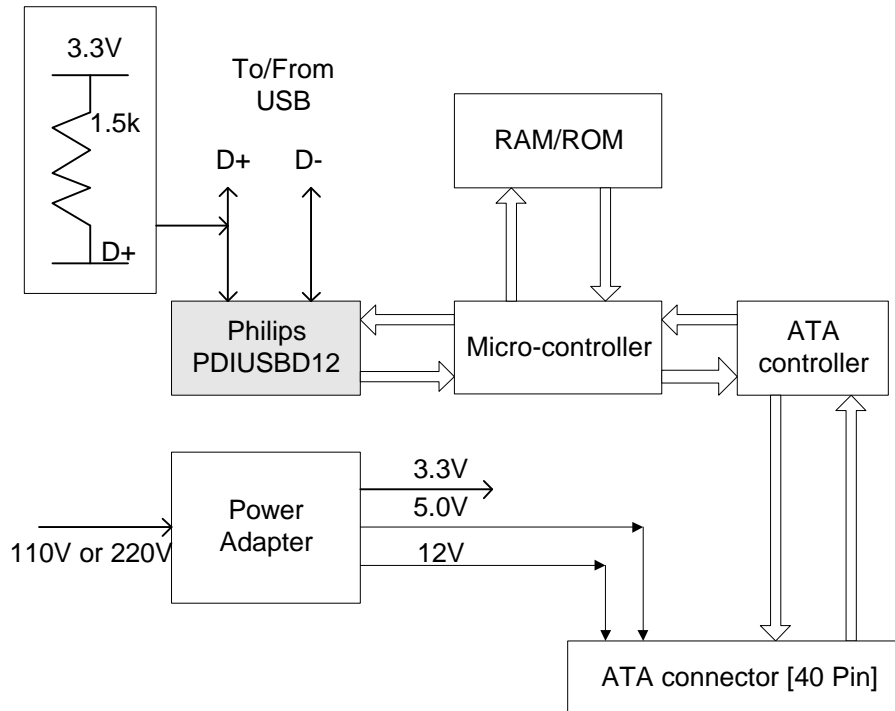 3.3V
1.5k
D+
To/From
USB
D+ D-
RAM/ROM
Philips
PDIUSBD12
Micro-controller
ATA
controller
Power
Adapter
110V or 220V
3.3V
5.0V
12V
ATA connector [40 Pin]